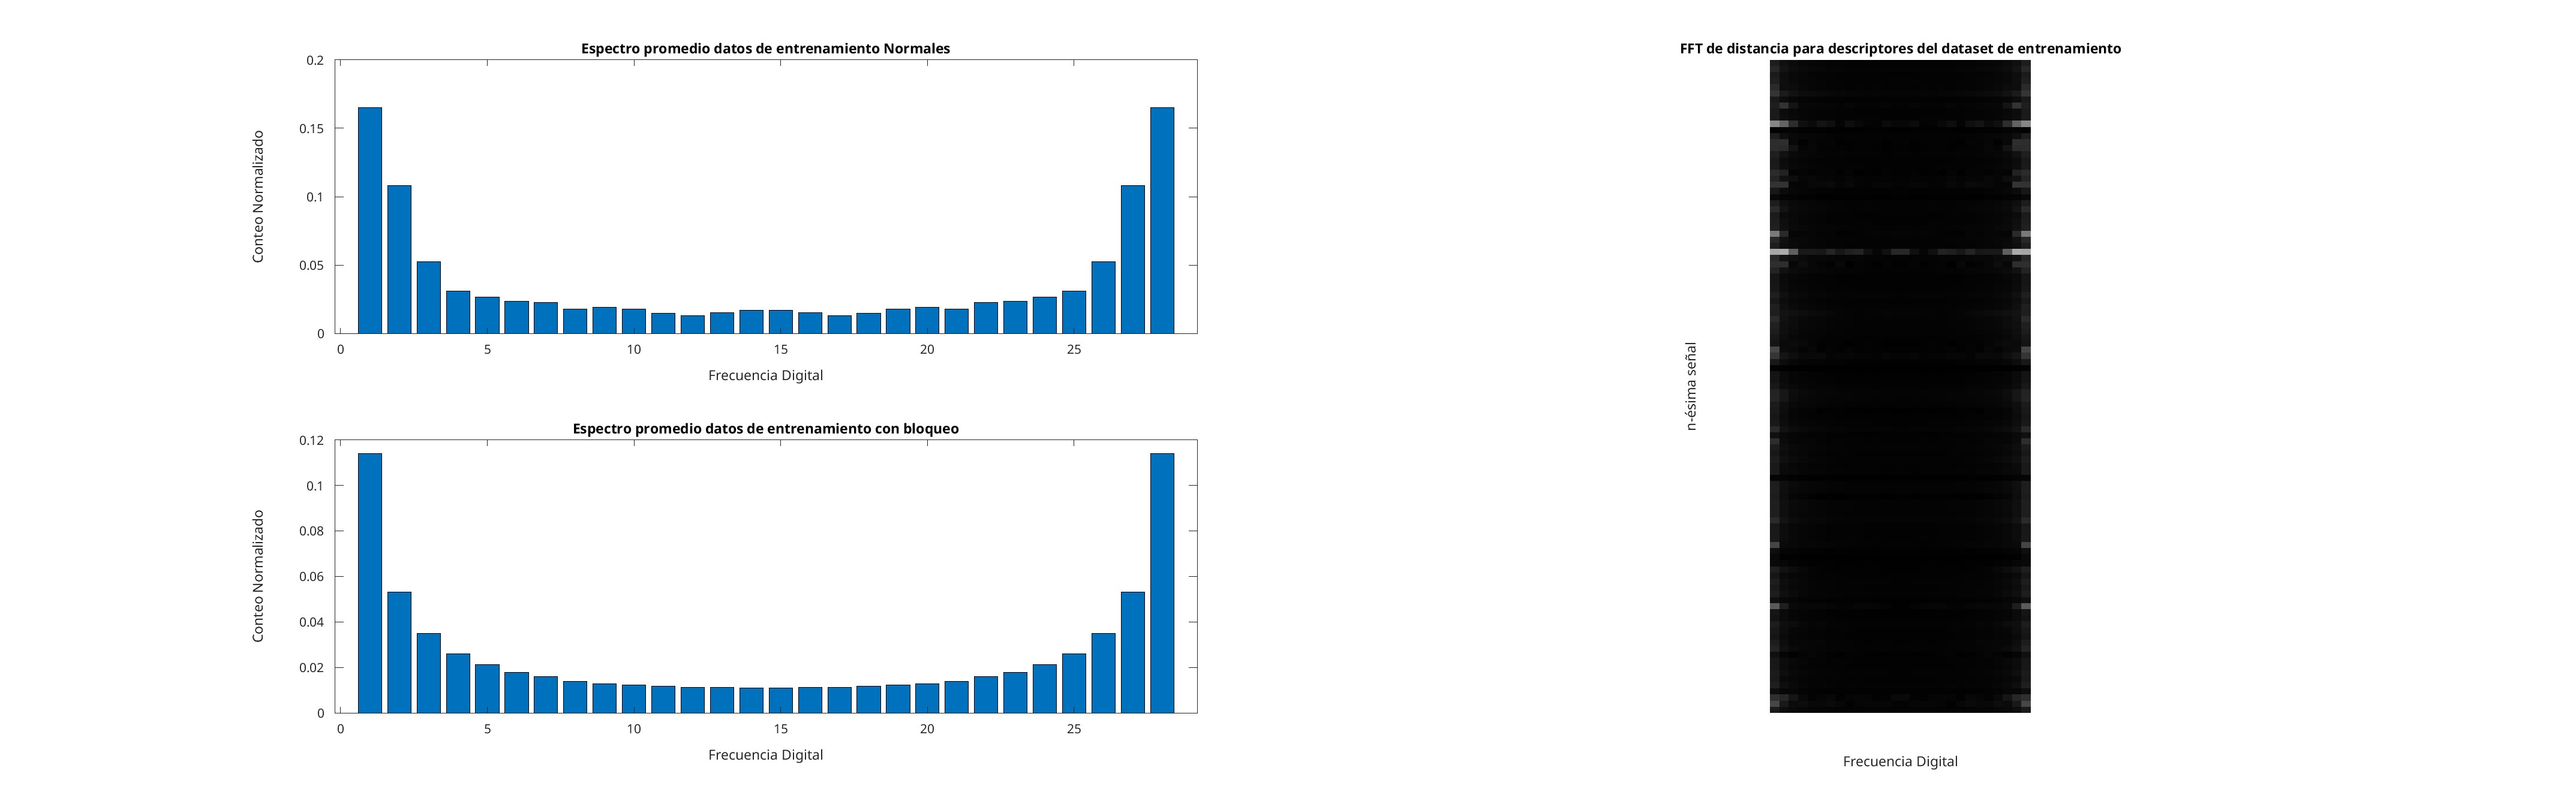 Espectro promedio datos de entrenamiento Normales
0.2
0.15
0.1
0.05
0
Conteo Normalizado
0 5 10 15 20 25
Frecuencia Digital
Espectro promedio datos de entrenamiento con bloqueo
0.12
0.1
0.08
0.06
0.04
0.02
0
Conteo Normalizado
0 5 10 15 20 25
Frecuencia Digital
FFT de distancia para descriptores del dataset de entrenamiento
n-ésima señal
Frecuencia Digital